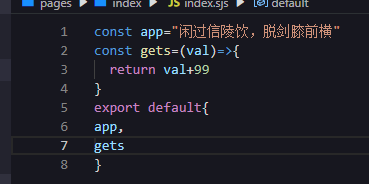 pages > index > index.sjs > default
1 const app="闲过信陵饮，脱剑膝前横"
2 const gets=(val)=>{
3 return val+99
4 }
5 export default{
6 app,
7 gets
8 }